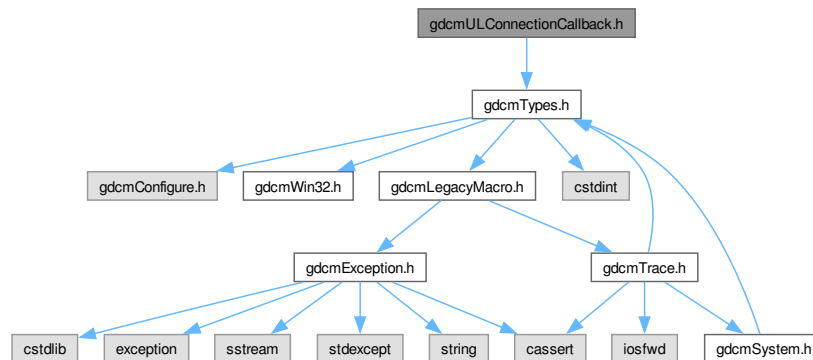 gdcmULConnectionCallback.h
gdcmTypes.h
gdcmConfigure.h
gdcmWin32.h
gdcmLegacyMacro.h
cstdint
gdcmException.h
gdcmTrace.h
cstdlib
exception
sstream
stdexcept
string
cassert
iosfwd
gdcmSystem.h